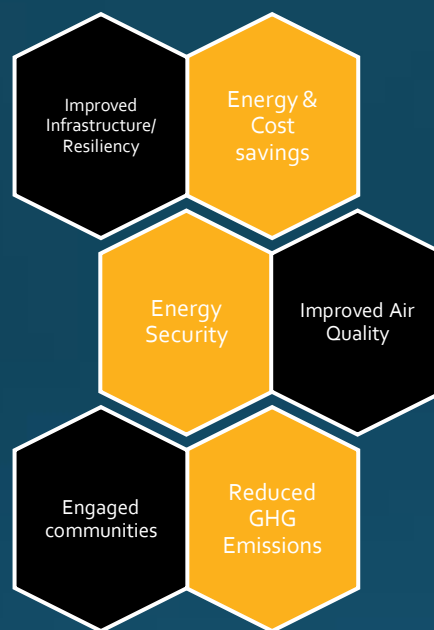 Improved
Infrastructure/
Resiliency
Energy &
Cost
savings
Energy
Security
Improved Air
Quality
Engaged
communities
Reduced
GHG
Emissions